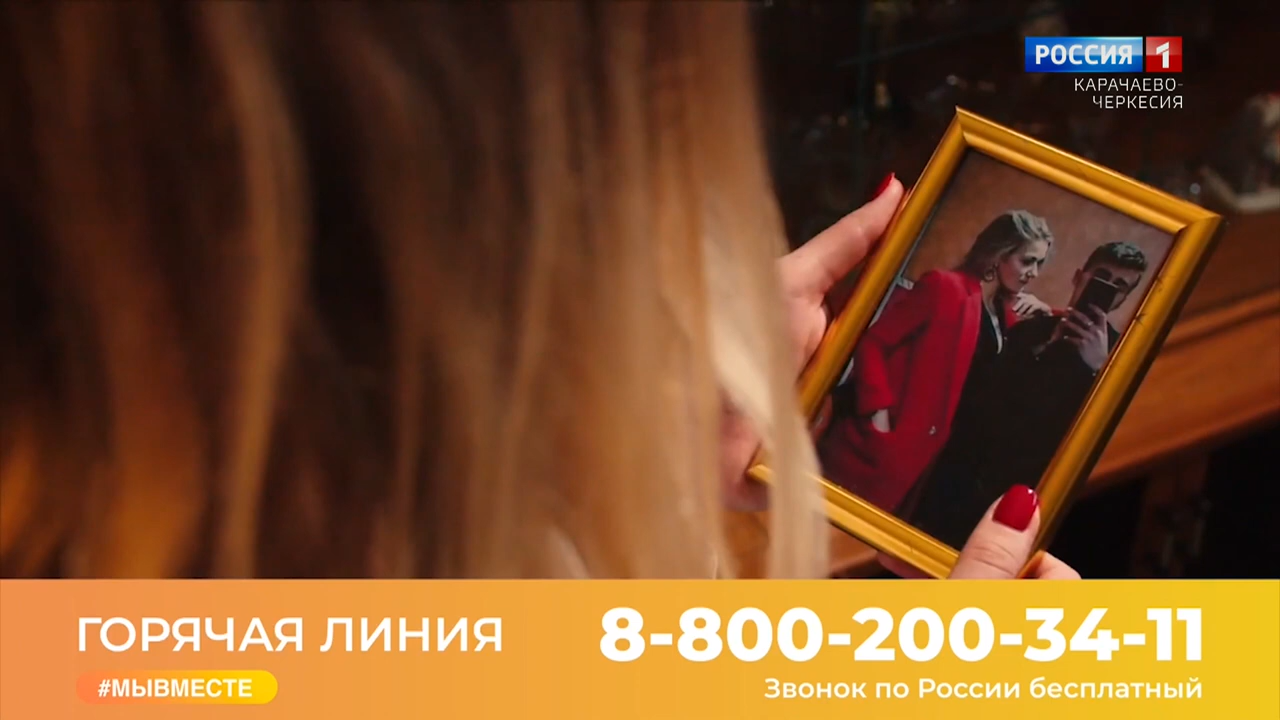 РОССИЯ 1
КАРАЧАЕВО-
ЧЕРКЕСИЯ
ГОРЯЧАЯ ЛИНИЯ
8-800-200-34-11
#МЫВМЕСТЕ
Звонок по России бесплатный